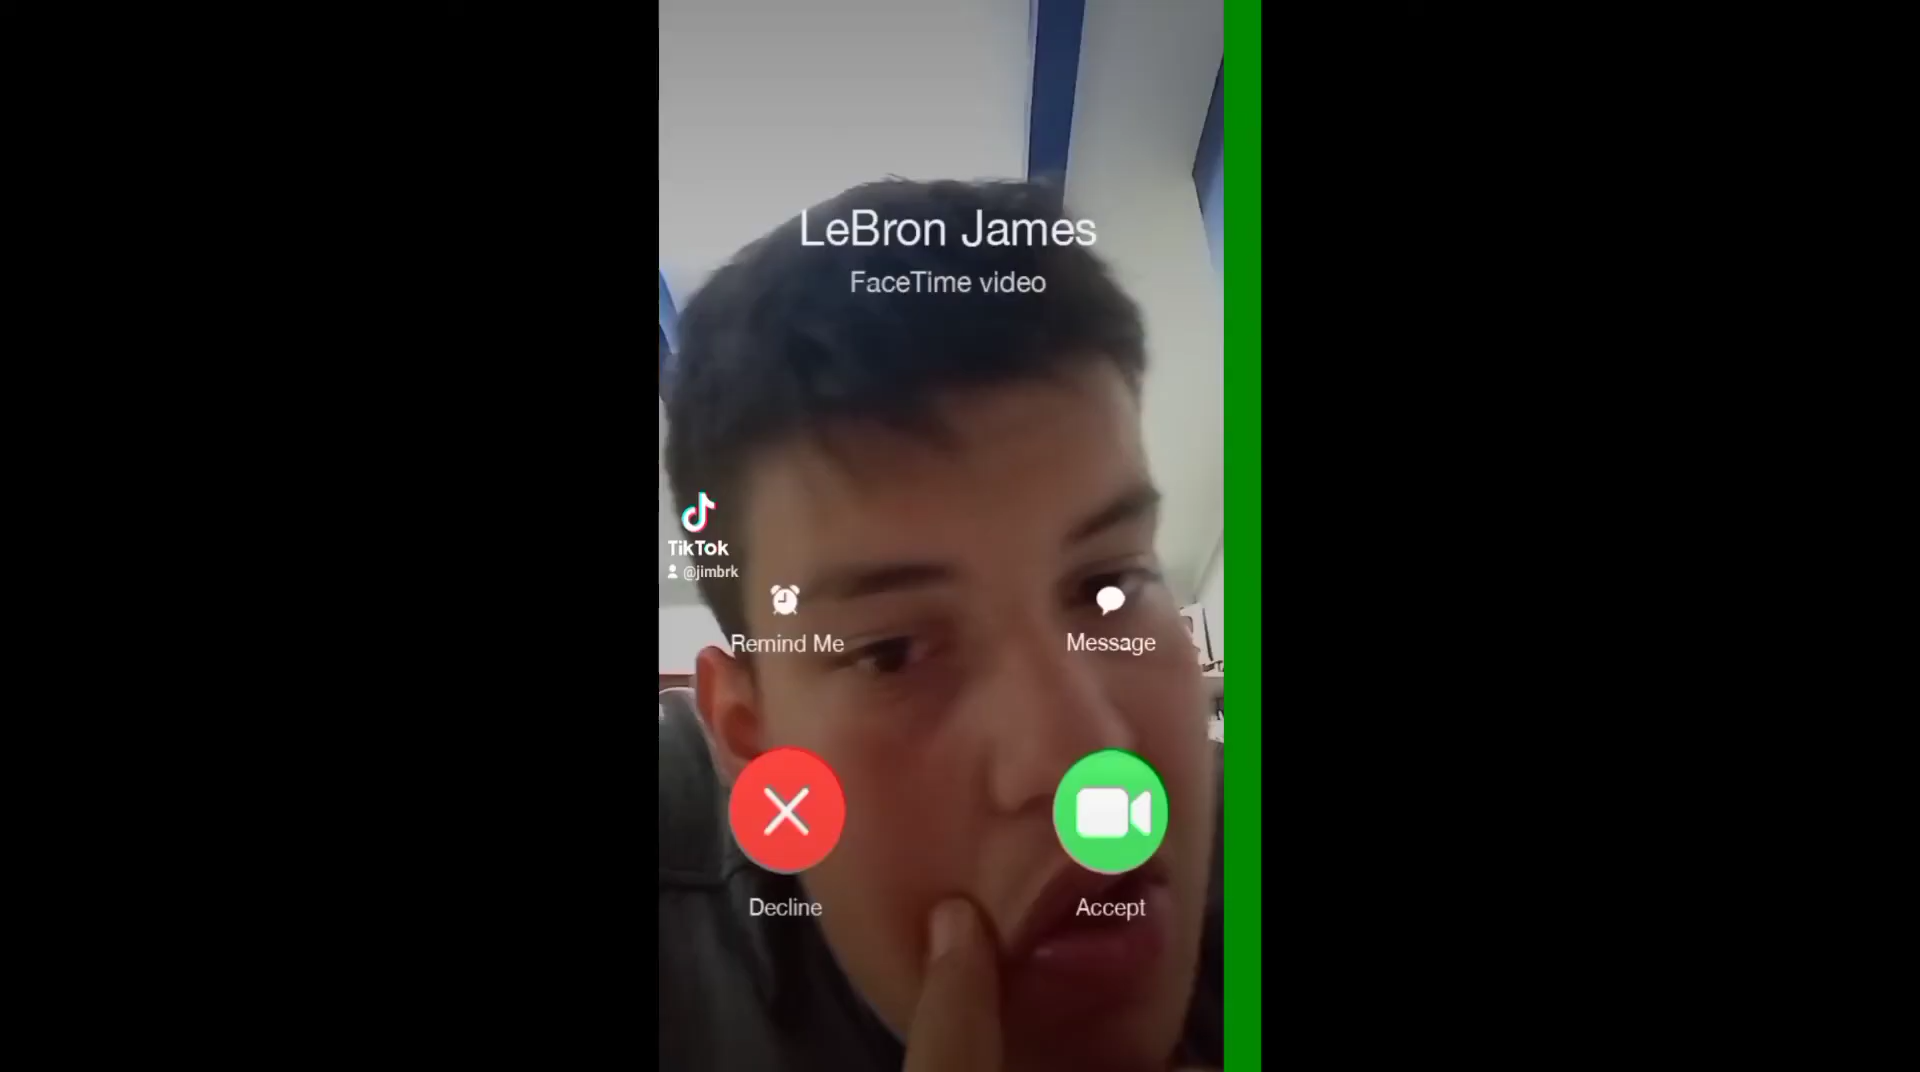 LeBron James
FaceTime video
TikTok
@jimbrk
Remind Me
Message
Decline
Accept